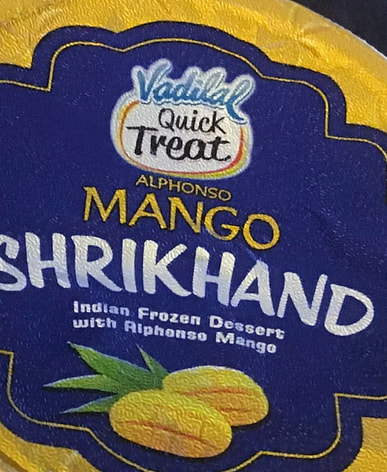 Vadilal
Quick
Treat
ALPHONSO
MANGO
SHRIKHAND
Indian Frozen Dessert
with Alphonso Mango